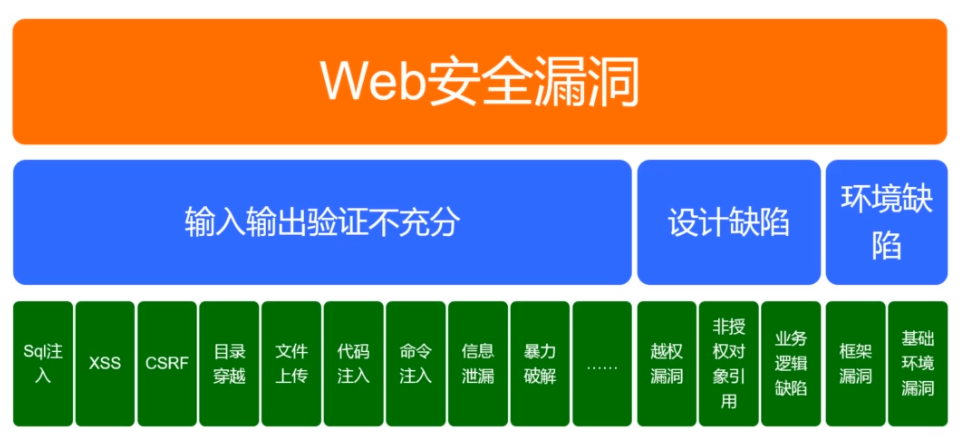 Web安全漏洞
输入输出验证不充分
设计缺陷
环境缺
陷
Sql注
入
XSS
CSRF
目录
穿越
文件
上传
代码
注入
命令
注入
信息
泄漏
暴力
破解
......
越权
漏洞
非授
权对
象引
用
业务
逻辑
缺陷
框架
漏洞
基础
环境
漏洞